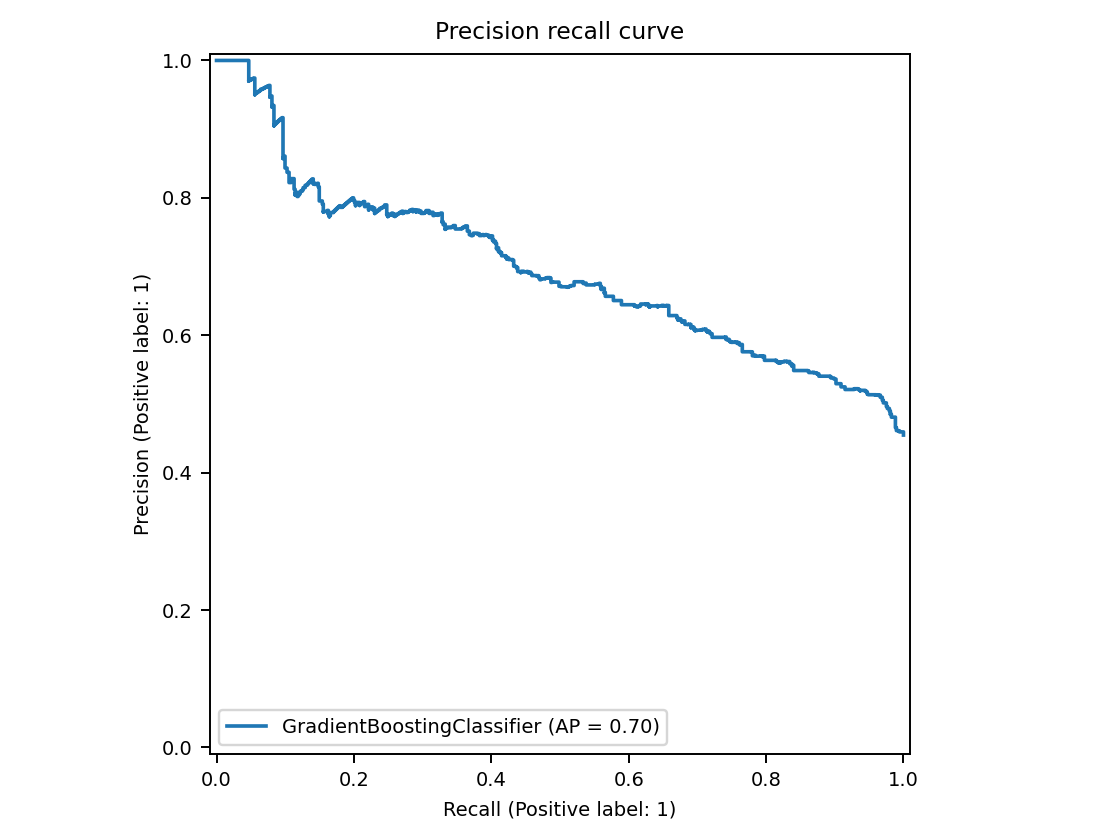 Precision recall curve
1.0
0.8
0.6
0.4
0.2
0.0
Precision (Positive label: 1)
GradientBoostingClassifier (AP = 0.70)
0.0 0.2 0.4 0.6 0.8 1.0
Recall (Positive label: 1)